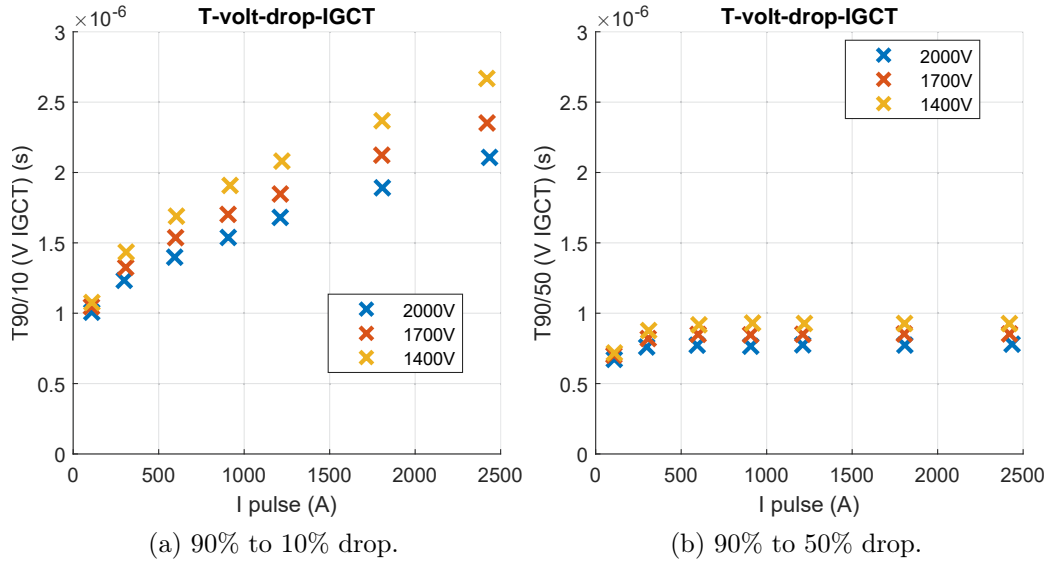 T-volt-drop-IGCT
×10⁻⁶
T90/10 (V IGCT) (s)
3
2.5
2
1.5
1
0.5
0
0 500 1000 1500 2000 2500
I pulse (A)
2000V
1700V
1400V
(a) 90% to 10% drop.
T-volt-drop-IGCT
×10⁻⁶
T90/50 (V IGCT) (s)
3
2.5
2
1.5
1
0.5
0
0 500 1000 1500 2000 2500
I pulse (A)
2000V
1700V
1400V
(b) 90% to 50% drop.